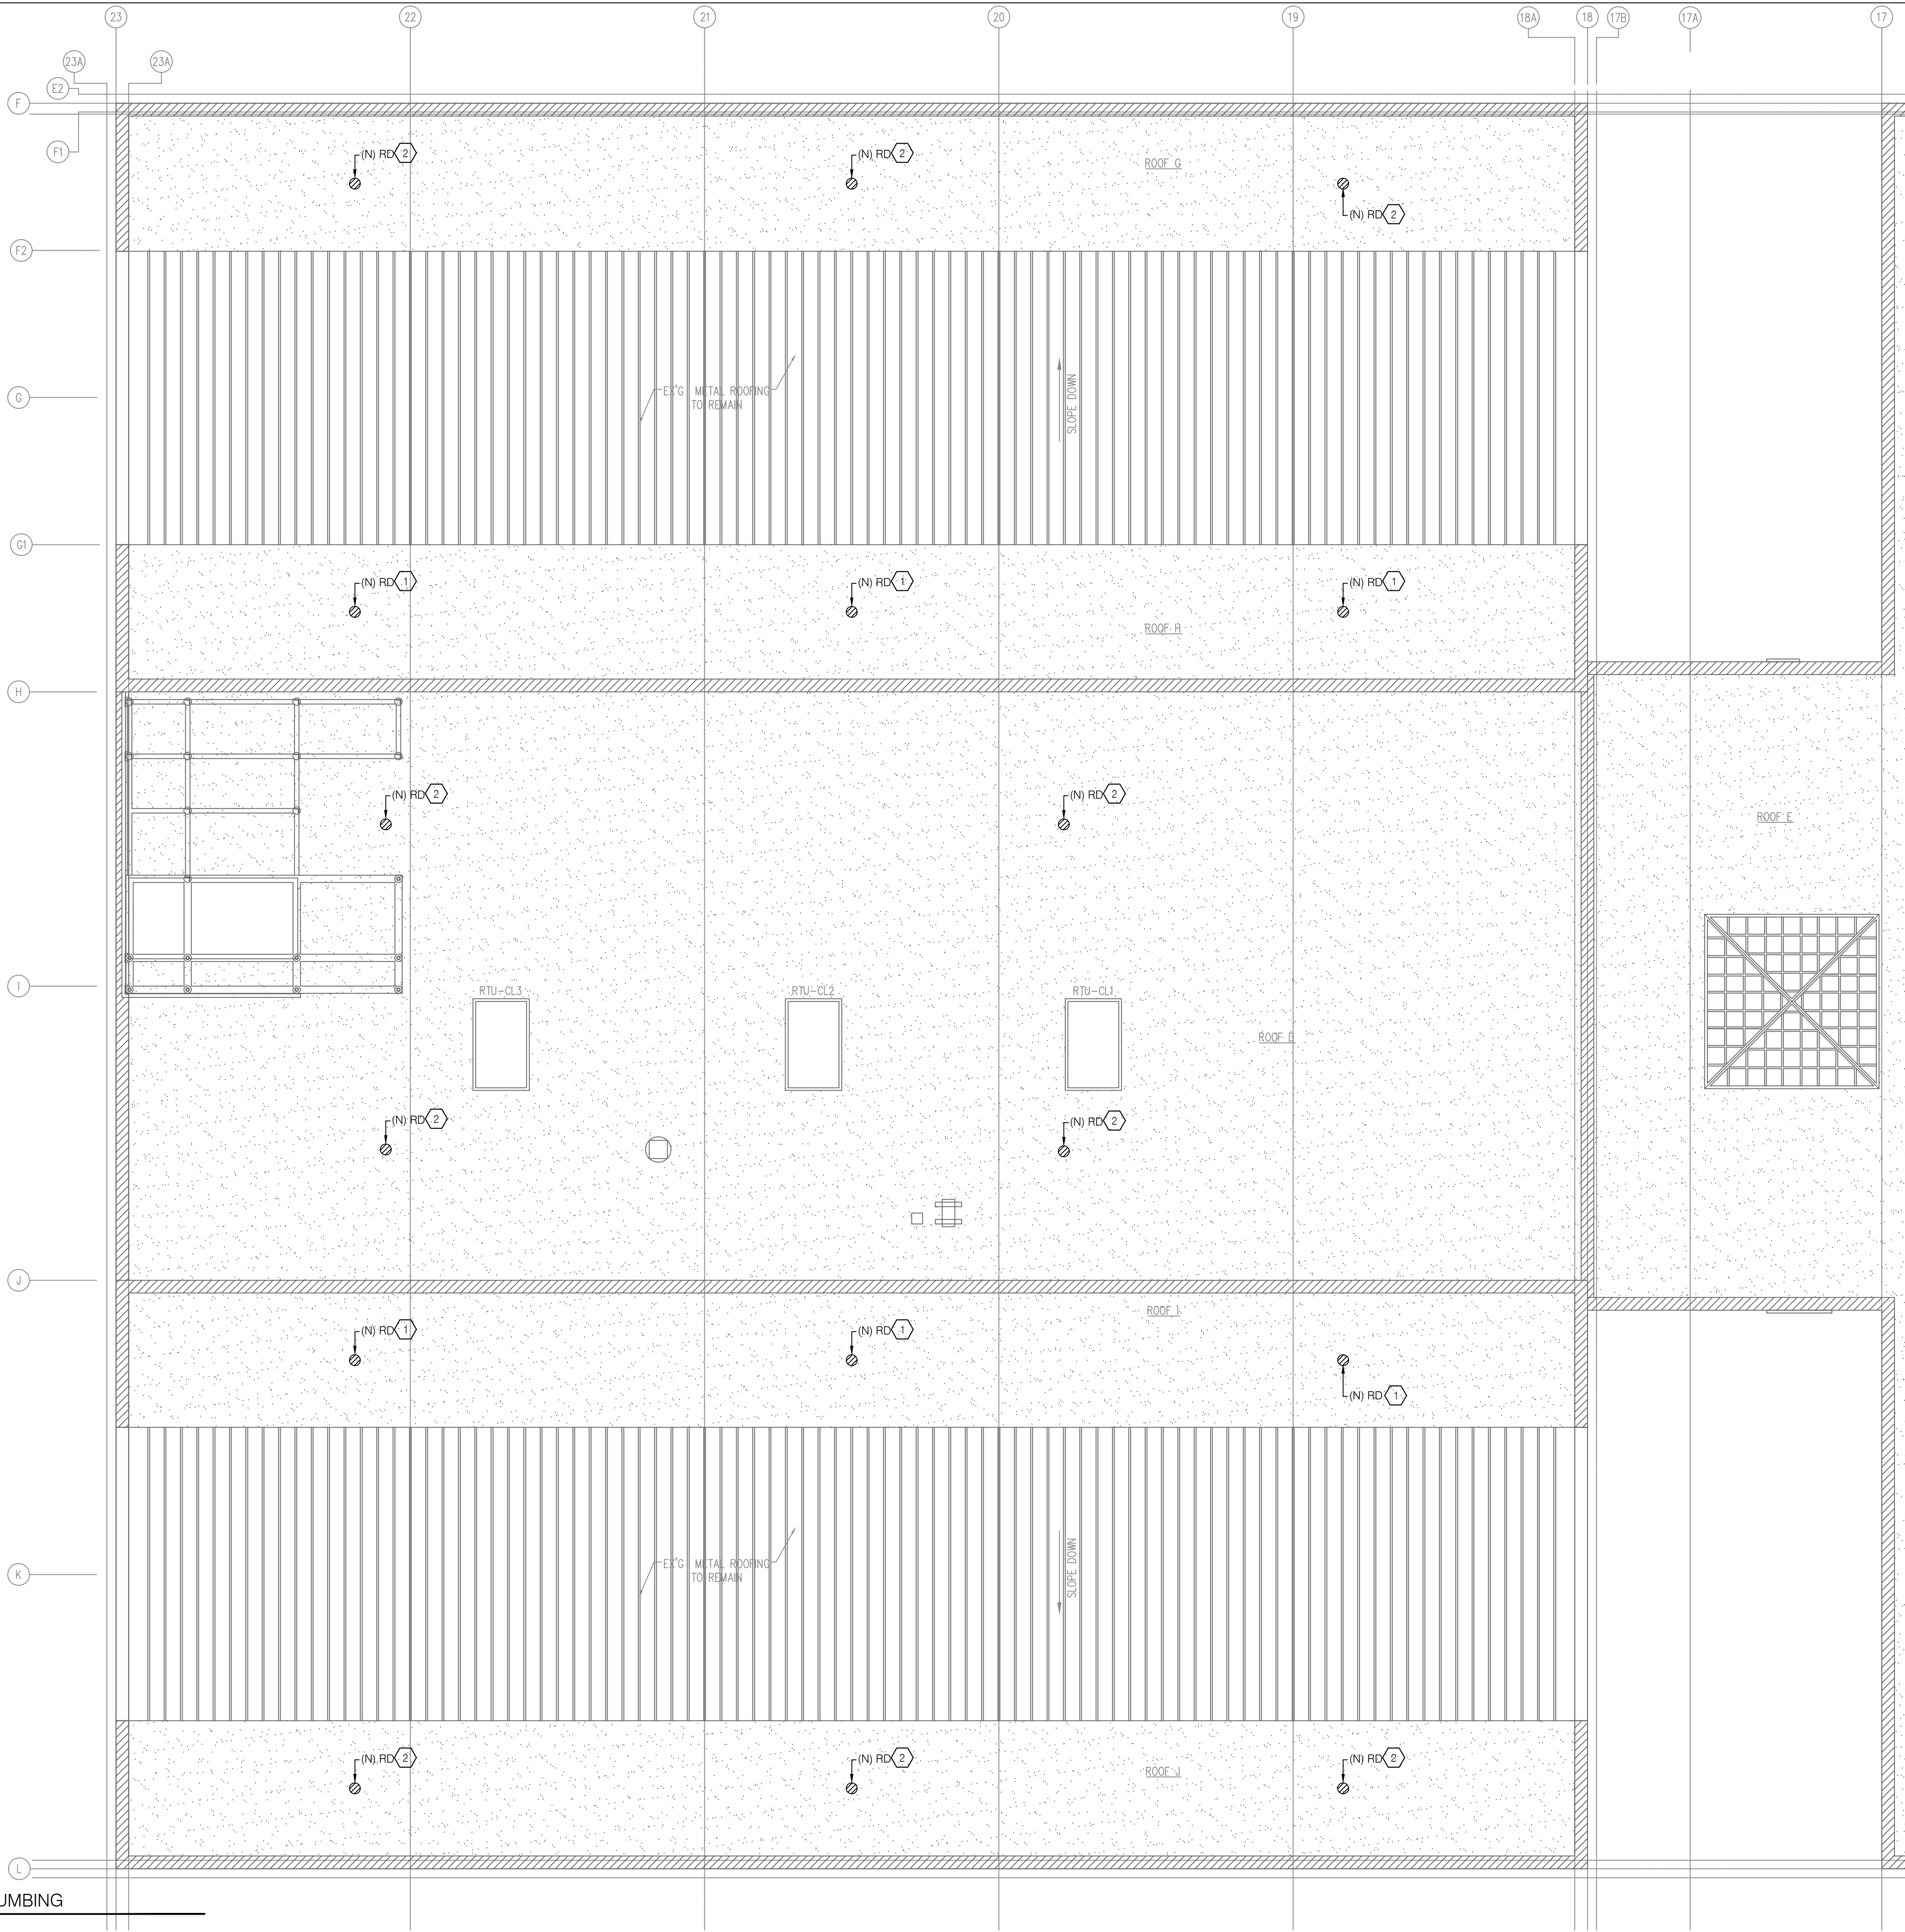 23
22
21
20
19
18A
18
17B
17A
17
23A
23A
E2
F
F1
(N) RD 2
(N) RD 2
ROOF G
(N) RD 2
F2
EX'G METAL ROOFING
TO REMAIN
SLOPE DOWN
G
G1
(N) RD 1
(N) RD 1
(N) RD 1
H
(N) RD 2
(N) RD 2
ROOF E
I
RTU-CL3
RTU-CL2
RTU-CL1
(N) RD 2
(N) RD 2
J
ROOF I
(N) RD 1
(N) RD 1
(N) RD 1
K
EX'G METAL ROOFING
TO REMAIN
SLOPE DOWN
(N) RD 2
(N) RD 2
(N) RD 2
ROOF J
L
UMBING